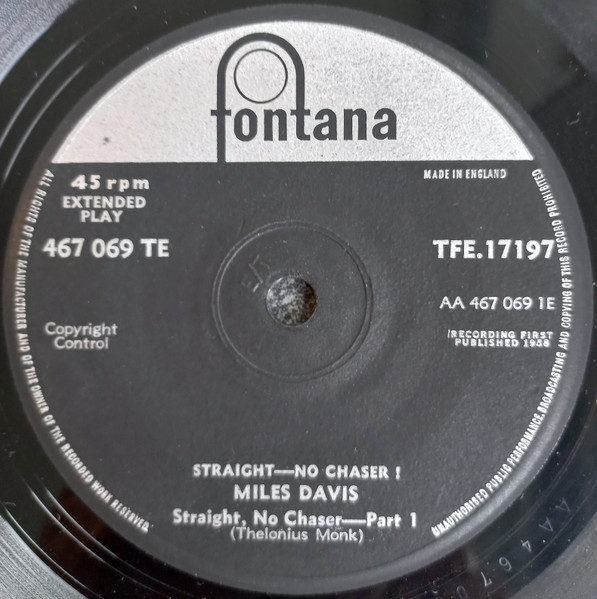 fontana
45 rpm
EXTENDED
PLAY
MADE IN ENGLAND
467 069 TE
TFE.17197
AA 467 069 1E
Copyright
Control
RECORDING FIRST
PUBLISHED 1958
E/T
STRAIGHT—NO CHASER !
MILES DAVIS
Straight, No Chaser—Part 1
(Thelonius Monk)
ALL RIGHTS OF THE MANUFACTURER AND OF THE OWNER OF THE RECORDED WORK RESERVED.
UNAUTHORISED PUBLIC PERFORMANCE, BROADCASTING AND COPYING OF THIS RECORD PROHIBITED
AA467